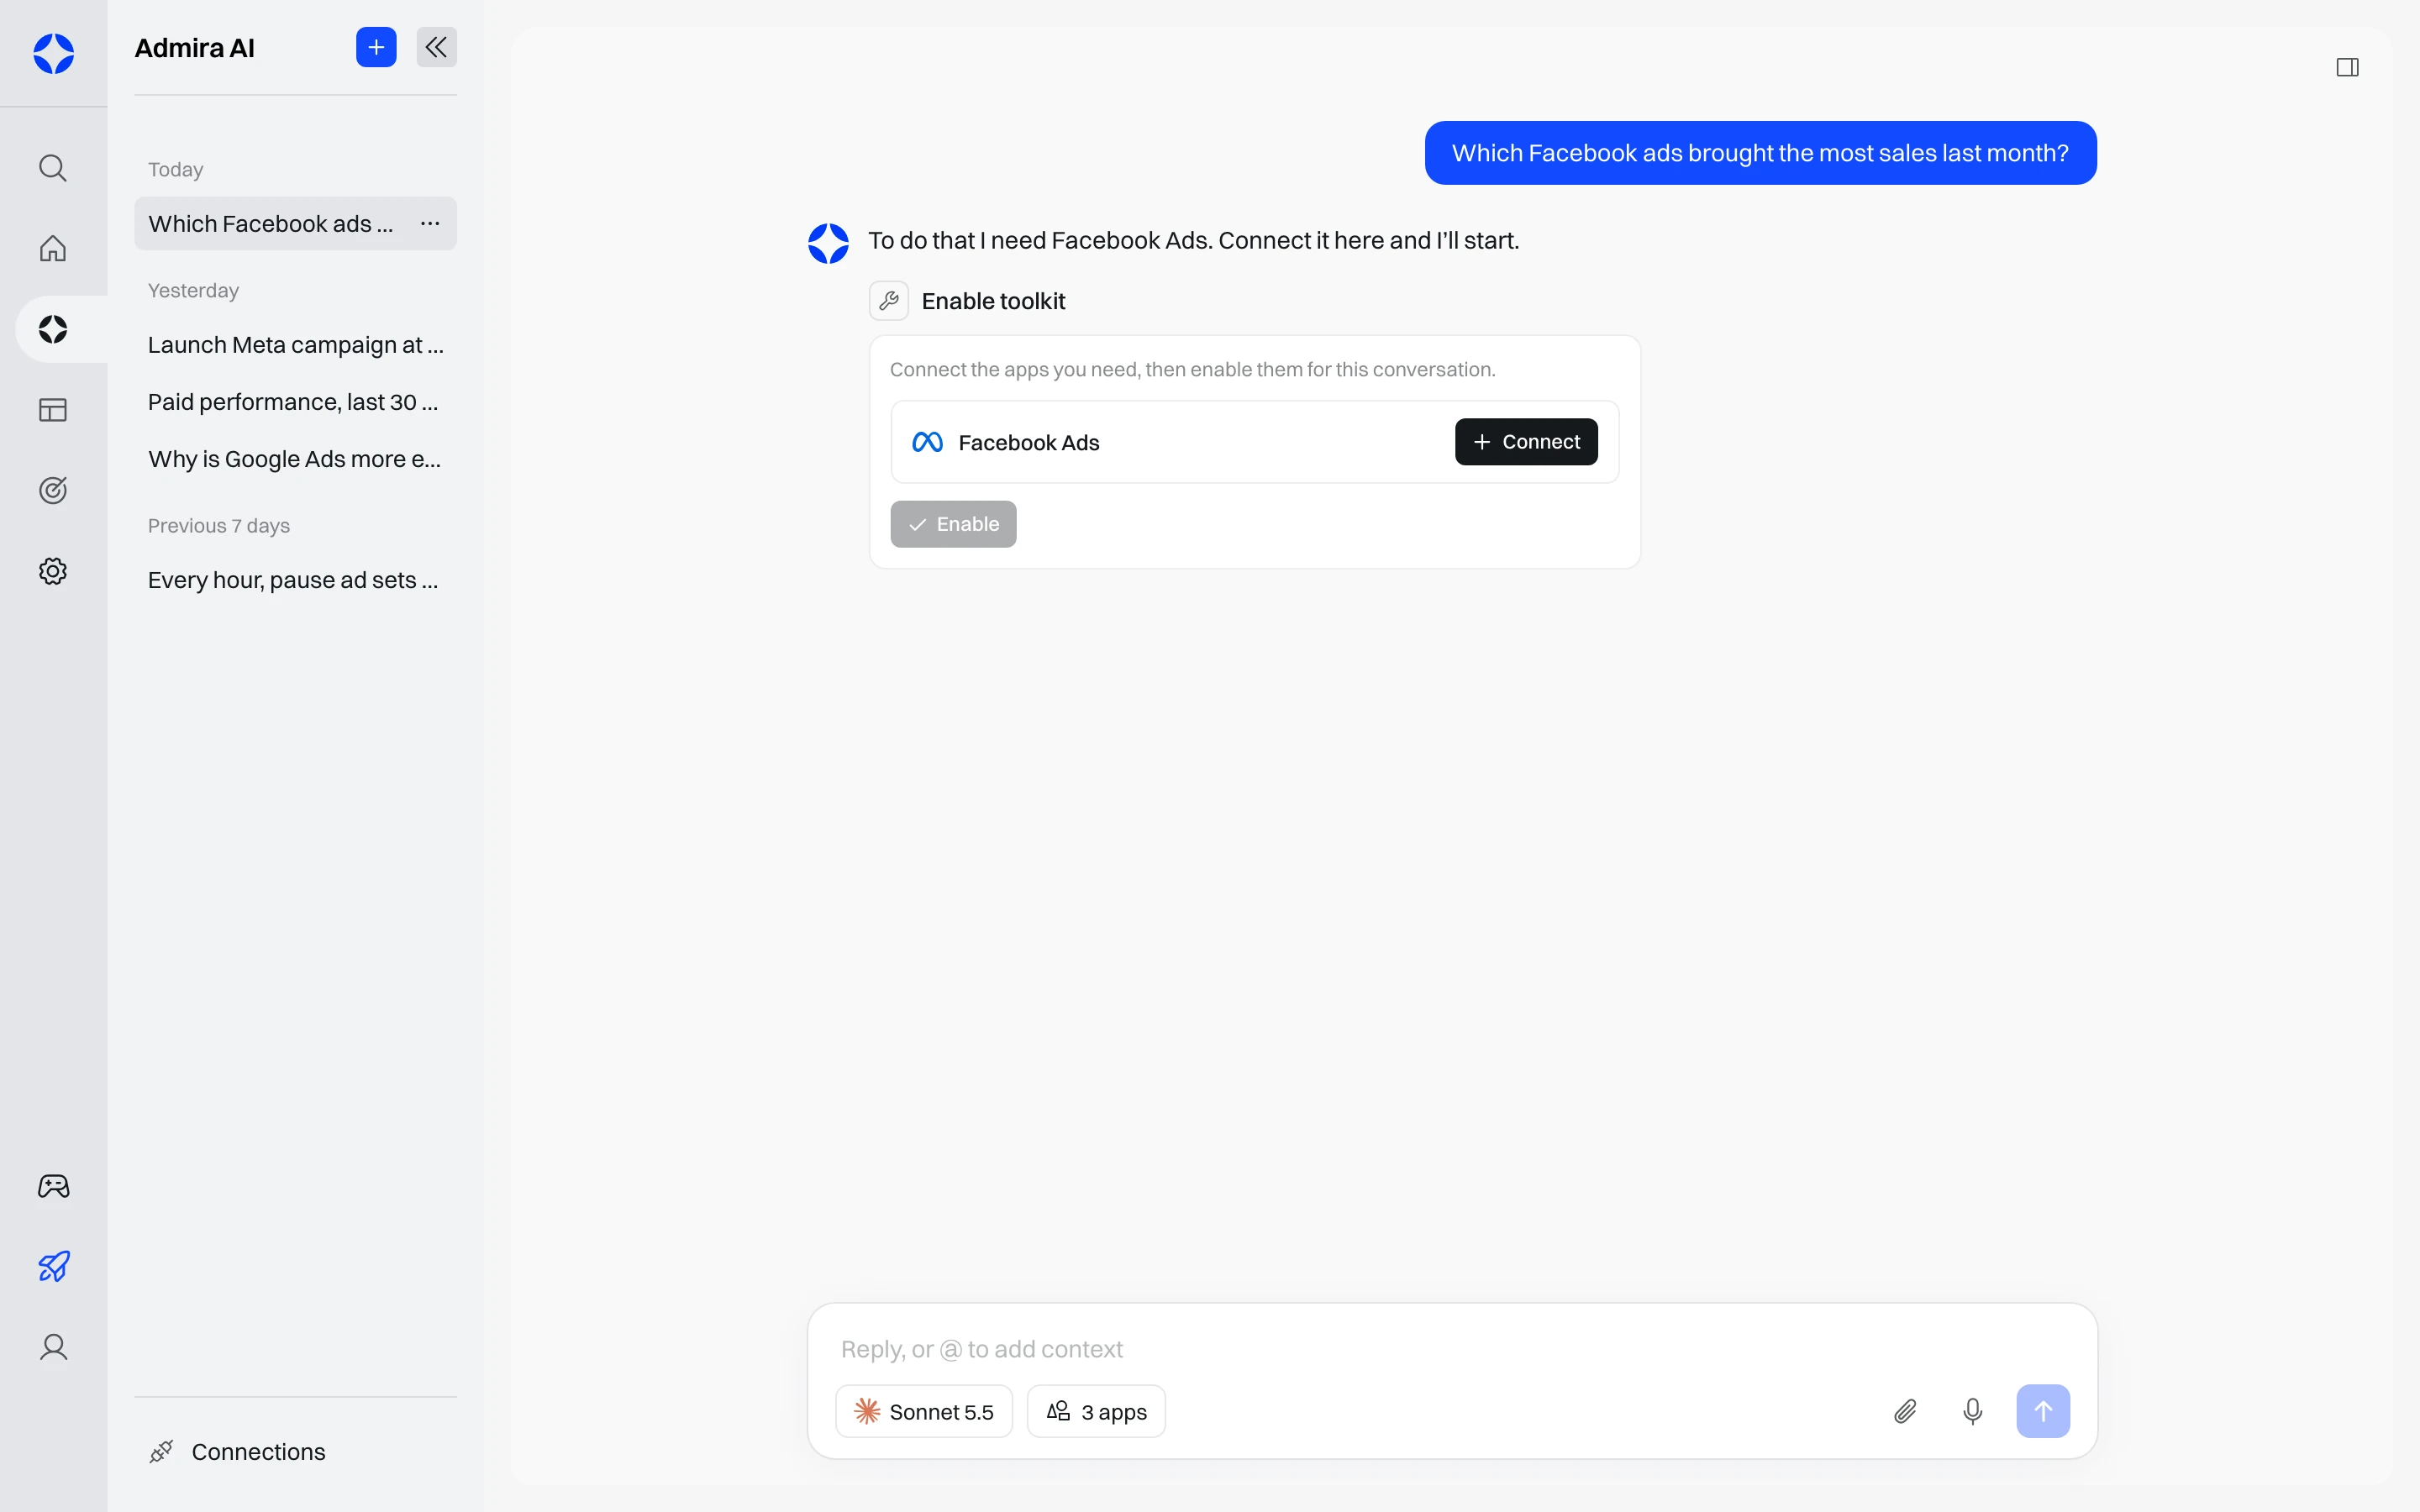 Admira AI
Today
Which Facebook ads ...
Yesterday
Launch Meta campaign at ...
Paid performance, last 30 ...
Why is Google Ads more e...
Previous 7 days
Every hour, pause ad sets ...
Connections
Which Facebook ads brought the most sales last month?
To do that I need Facebook Ads. Connect it here and I’ll start.
Enable toolkit
Connect the apps you need, then enable them for this conversation.
Facebook Ads
Connect
Enable
Reply, or @ to add context
Sonnet 5.5
3 apps